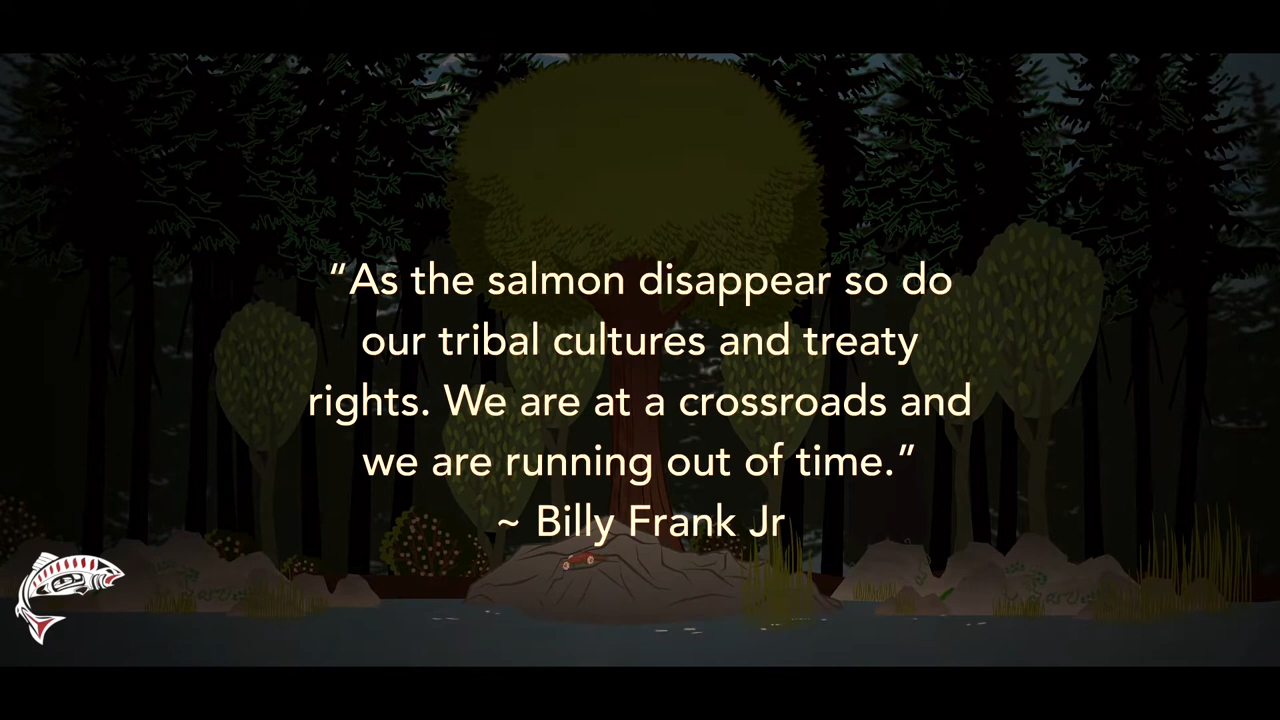 “As the salmon disappear so do
our tribal cultures and treaty
rights. We are at a crossroads and
we are running out of time.”
~ Billy Frank Jr